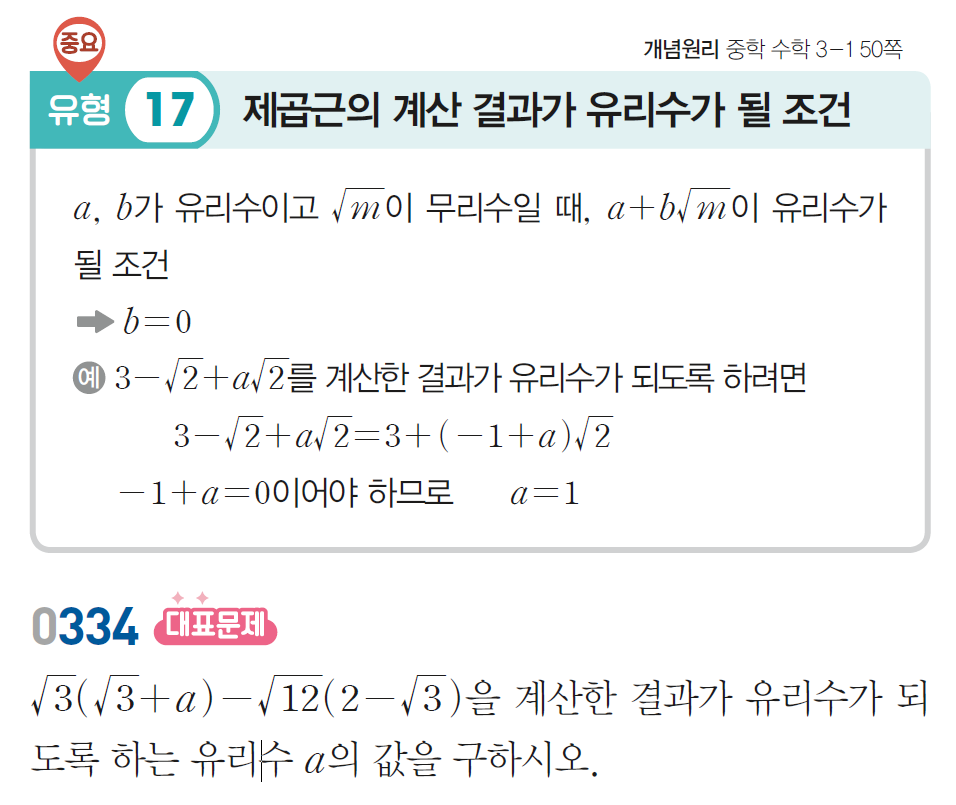 중요
개념원리 중학 수학 3-1 50쪽
유형 17 제곱근의 계산 결과가 유리수가 될 조건
a, b가 유리수이고 √m이 무리수일 때, a+b√m이 유리수가
될 조건
➡ b=0
예 3-√2+a√2를 계산한 결과가 유리수가 되도록 하려면
3-√2+a√2=3+(-1+a)√2
-1+a=0이어야 하므로 a=1
0334 대표문제
√3(√3+a)-√12(2-√3)을 계산한 결과가 유리수가 되
도록 하는 유리수 a의 값을 구하시오.